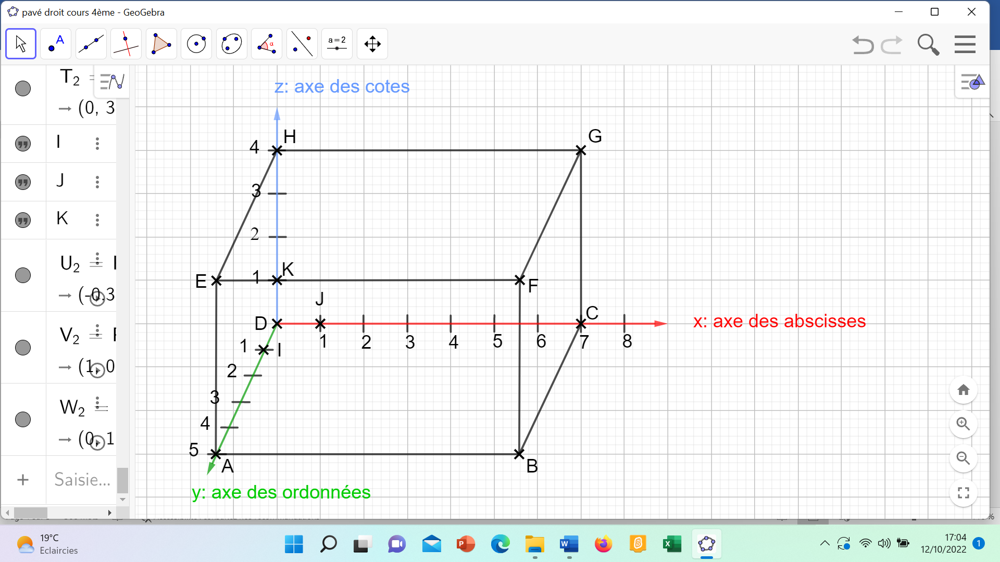 pavé droit cours 4ème - GeoGebra
A
α
a=2
T₂ =
→ (0, 3
I
J
K
U₂ =
→ (-0.3
V₂ =
→ (1, 0
W₂ =
→ (0, 1
+ Saisie...
z: axe des cotes
H
G
4
3
2
E
1
K
F
J
D
C
x: axe des abscisses
1 2 3 4 5 6 7 8
1
I
2
3
4
5
A
B
y: axe des ordonnées
19°C
Eclaircies
17:04
12/10/2022
1